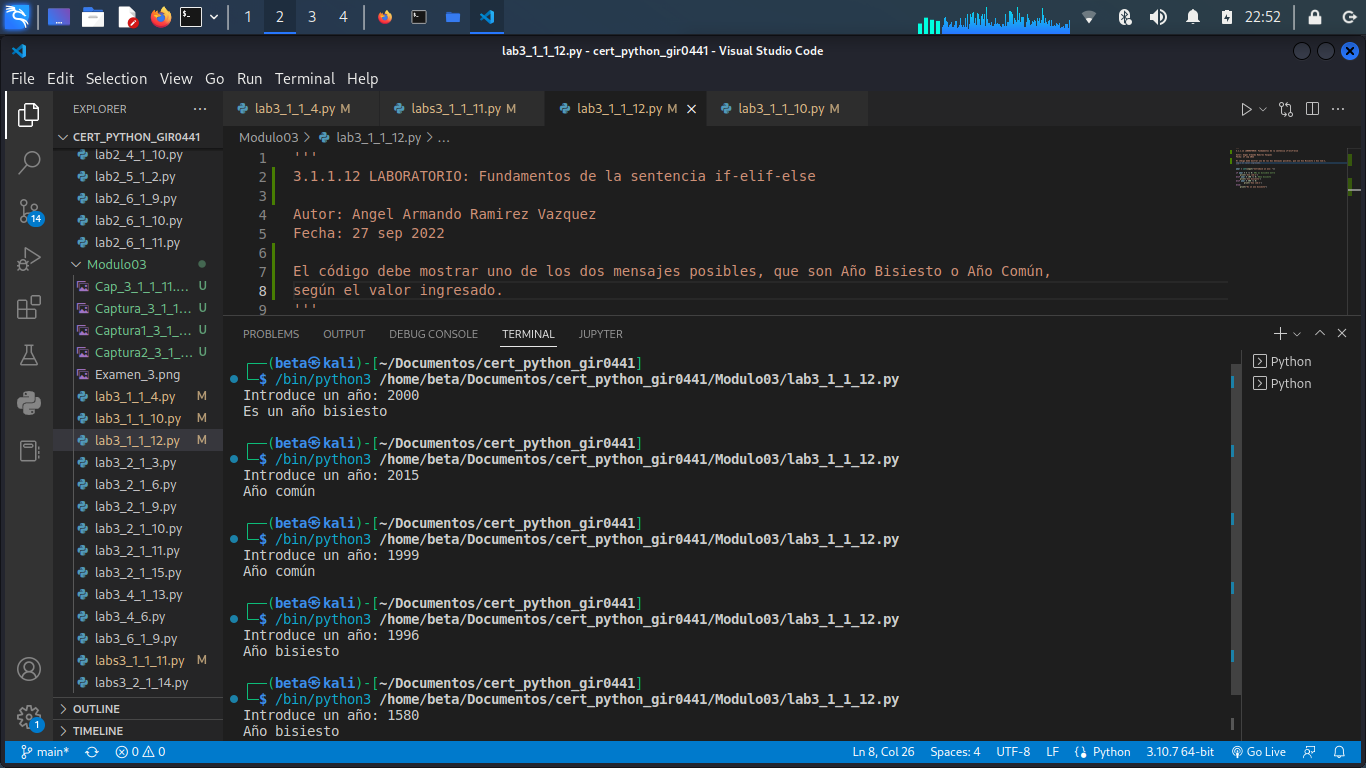 1 2 3 4 22:52
lab3_1_1_12.py - cert_python_gir0441 - Visual Studio Code
File Edit Selection View Go Run Terminal Help
EXPLORER ···
CERT_PYTHON_GIR0441
lab2_4_1_10.py
lab2_5_1_2.py
lab2_6_1_9.py
lab2_6_1_10.py
lab2_6_1_11.py
Modulo03
Cap_3_1_1_11.... U
Captura_3_1_1... U
Captura1_3_1_... U
Captura2_3_1_... U
Examen_3.png
lab3_1_1_4.py M
lab3_1_1_10.py M
lab3_1_1_12.py M
lab3_2_1_3.py
lab3_2_1_6.py
lab3_2_1_9.py
lab3_2_1_10.py
lab3_2_1_11.py
lab3_2_1_15.py
lab3_4_1_13.py
lab3_4_6.py
lab3_6_1_9.py
labs3_1_1_11.py M
labs3_2_1_14.py
OUTLINE
TIMELINE
14
1
lab3_1_1_4.py M labs3_1_1_11.py M lab3_1_1_12.py M lab3_1_1_10.py M
Modulo03 > lab3_1_1_12.py > ...
1 '''
2 3.1.1.12 LABORATORIO: Fundamentos de la sentencia if-elif-else
3
4 Autor: Angel Armando Ramirez Vazquez
5 Fecha: 27 sep 2022
6
7 El código debe mostrar uno de los dos mensajes posibles, que son Año Bisiesto o Año Común,
8 según el valor ingresado.
9 '''
PROBLEMS OUTPUT DEBUG CONSOLE TERMINAL JUPYTER
┌──(beta㉿kali)-[~/Documentos/cert_python_gir0441]
└─$ /bin/python3 /home/beta/Documentos/cert_python_gir0441/Modulo03/lab3_1_1_12.py
Introduce un año: 2000
Es un año bisiesto
┌──(beta㉿kali)-[~/Documentos/cert_python_gir0441]
└─$ /bin/python3 /home/beta/Documentos/cert_python_gir0441/Modulo03/lab3_1_1_12.py
Introduce un año: 2015
Año común
┌──(beta㉿kali)-[~/Documentos/cert_python_gir0441]
└─$ /bin/python3 /home/beta/Documentos/cert_python_gir0441/Modulo03/lab3_1_1_12.py
Introduce un año: 1999
Año común
┌──(beta㉿kali)-[~/Documentos/cert_python_gir0441]
└─$ /bin/python3 /home/beta/Documentos/cert_python_gir0441/Modulo03/lab3_1_1_12.py
Introduce un año: 1996
Año bisiesto
┌──(beta㉿kali)-[~/Documentos/cert_python_gir0441]
└─$ /bin/python3 /home/beta/Documentos/cert_python_gir0441/Modulo03/lab3_1_1_12.py
Introduce un año: 1580
Año bisiesto
Python
Python
main* 0 0 Ln 8, Col 26 Spaces: 4 UTF-8 LF Python 3.10.7 64-bit Go Live